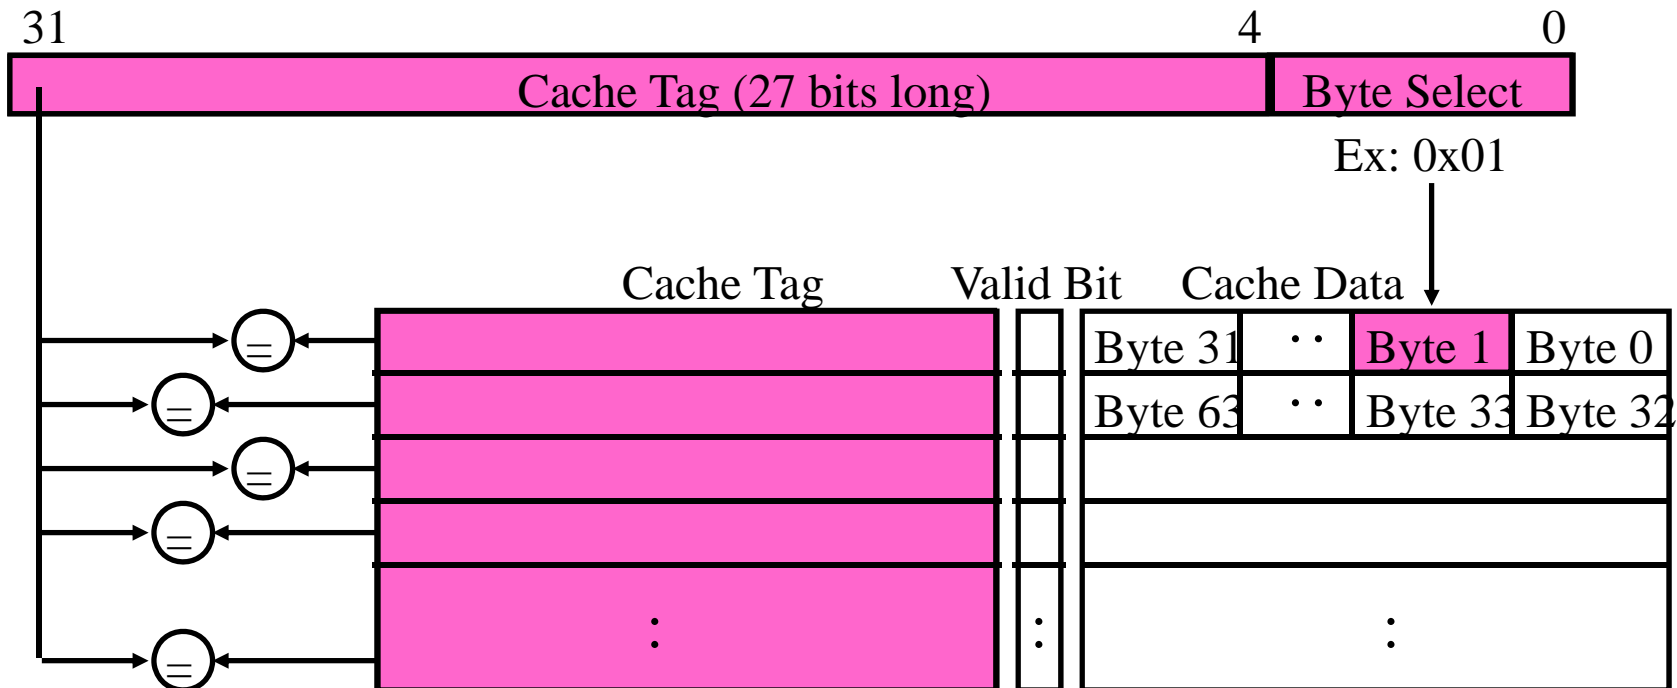 31 4 0
Cache Tag (27 bits long) Byte Select
Ex: 0x01
Cache Tag Valid Bit Cache Data
= Byte 31 .. Byte 1 Byte 0
= Byte 63 .. Byte 33 Byte 32
=
=
: : :
=